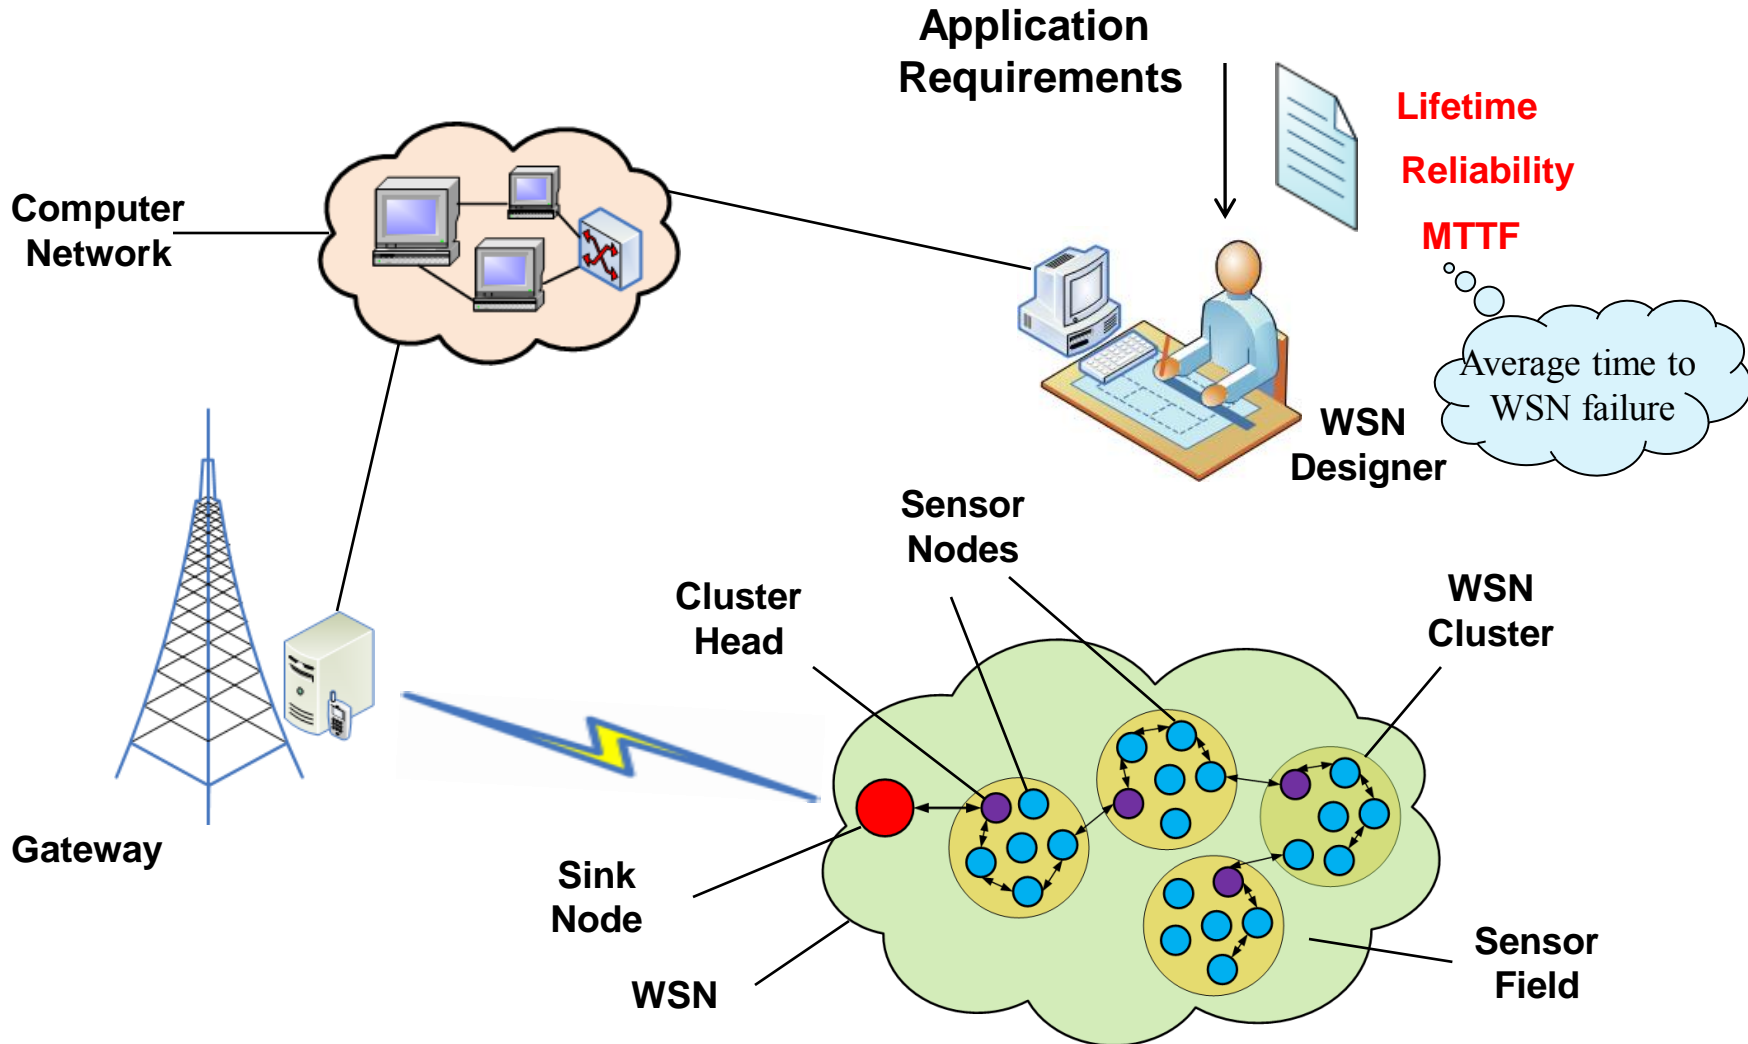 Application
Requirements
Lifetime
Reliability
MTTF
Average time to
WSN failure
Computer
Network
WSN
Designer
Sensor
Nodes
Cluster
Head
WSN
Cluster
Gateway
Sink
Node
WSN
Sensor
Field